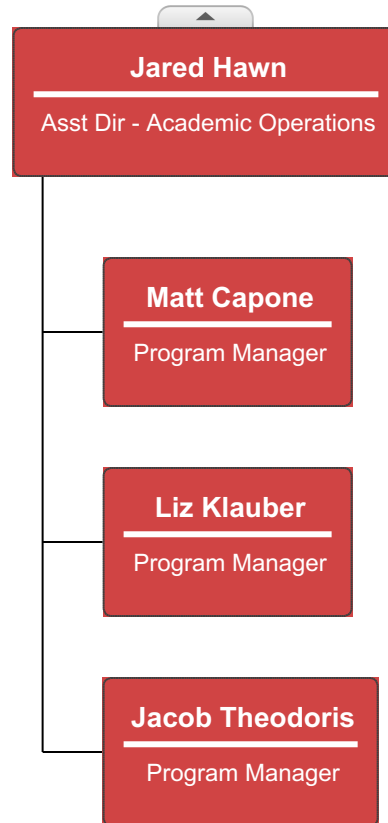 Jared Hawn
Asst Dir - Academic Operations
Matt Capone
Program Manager
Liz Klauber
Program Manager
Jacob Theodoris
Program Manager